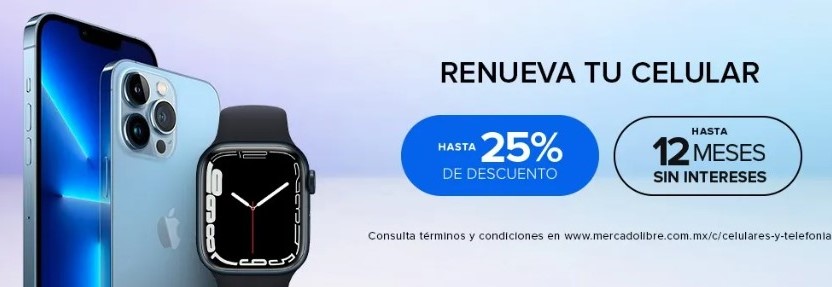 RENUEVA TU CELULAR
HASTA 25%
DE DESCUENTO
HASTA
12 MESES
SIN INTERESES
Consulta términos y condiciones en www.mercadolibre.com.mx/c/celulares-y-telefonia